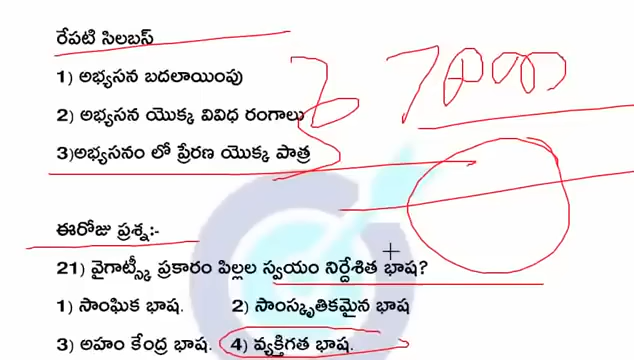 రేపటి సిలబస్
1) అభ్యసన బదలాయింపు
2) అభ్యసన యొక్క వివిధ రంగాలు
3)అభ్యసనం లో ప్రేరణ యొక్క పాత్ర
ఈరోజు ప్రశ్న:-
21) వైగాట్స్కీ ప్రకారం పిల్లల స్వయం నిర్దేశిత భాష?
1) సాంఘిక భాష. 2) సాంస్కృతికమైన భాష
3) అహం కేంద్ర భాష. 4) వ్యక్తిగత భాష.